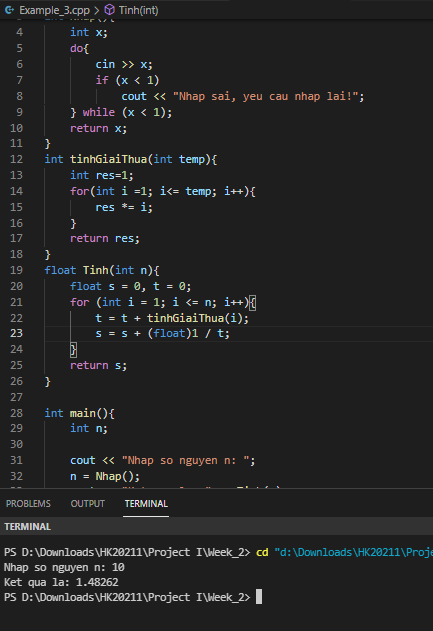 Example_3.cpp > Tinh(int)
4 int x;
5 do{
6 cin >> x;
7 if (x < 1)
8 cout << "Nhap sai, yeu cau nhap lai!";
9 } while (x < 1);
10 return x;
11 }
12 int tinhGiaiThua(int temp){
13 int res=1;
14 for(int i =1; i<= temp; i++){
15 res *= i;
16 }
17 return res;
18 }
19 float Tinh(int n){
20 float s = 0, t = 0;
21 for (int i = 1; i <= n; i++){
22 t = t + tinhGiaiThua(i);
23 s = s + (float)1 / t;
24 }
25 return s;
26 }
27
28 int main(){
29 int n;
30
31 cout << "Nhap so nguyen n: ";
32 n = Nhap();
PROBLEMS OUTPUT TERMINAL
TERMINAL
PS D:\Downloads\HK20211\Project I\Week_2> cd "d:\Downloads\HK20211\Proje
Nhap so nguyen n: 10
Ket qua la: 1.48262
PS D:\Downloads\HK20211\Project I\Week_2>